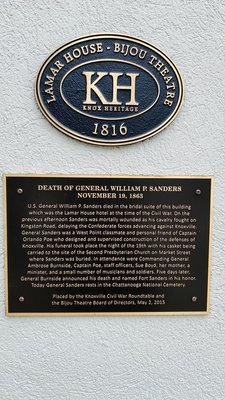 LAMAR HOUSE - BIJOU THEATRE
KH
KNOX HERITAGE
1816
DEATH OF GENERAL WILLIAM P. SANDERS
NOVEMBER 19, 1863
U.S. General William P. Sanders died in the bridal suite of this building
which was the Lamar House hotel at the time of the Civil War. On the
previous afternoon Sanders was mortally wounded as his cavalry fought on
Kingston Road, delaying the Confederate forces advancing against Knoxville.
General Sanders was a West Point classmate and personal friend of Captain
Orlando Poe who designed and supervised construction of the defenses of
Knoxville. His funeral took place the night of the 19th with his casket being
carried to the site of the Second Presbyterian Church on Market Street
where Sanders was buried. In attendance were Commanding General
Ambrose Burnside, Captain Poe, staff officers, Sue Boyd, her mother, a
minister, and a small number of musicians and soldiers. Five days later,
General Burnside announced his death and named Fort Sanders in his honor.
Today General Sanders rests in the Chattanooga National Cemetery.
Placed by the Knoxville Civil War Roundtable and
the Bijou Theatre Board of Directors, May 2, 2015